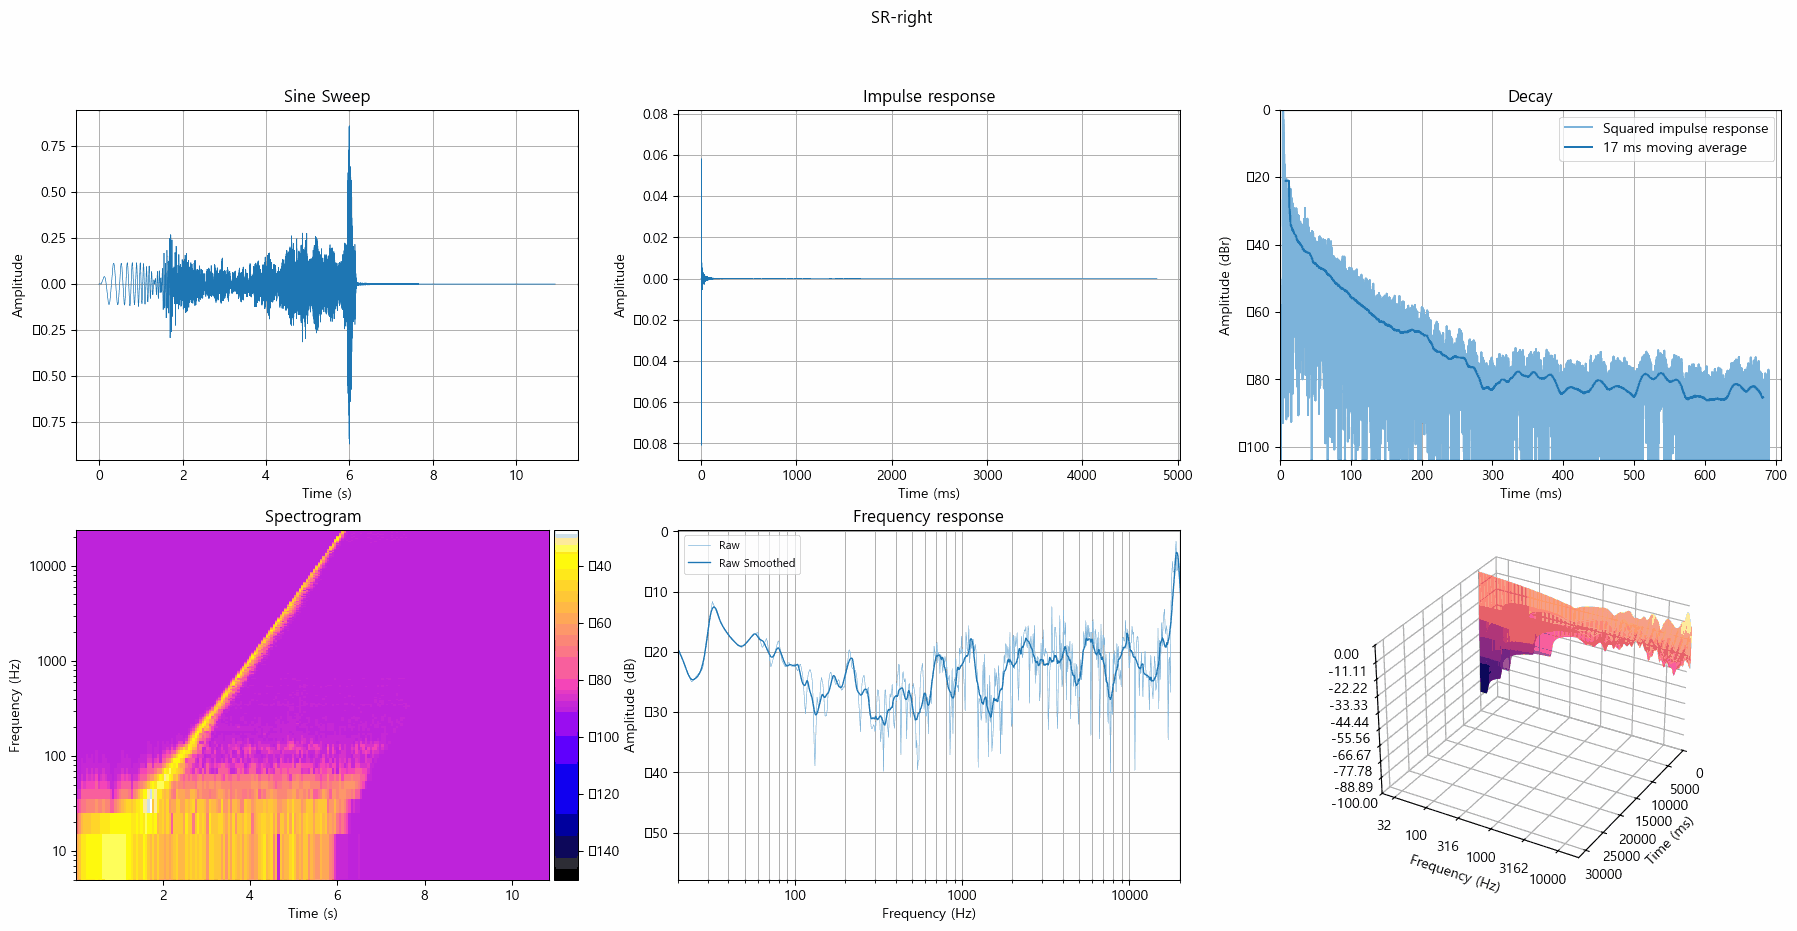 SR-right
Sine Sweep
Amplitude
0.75
0.50
0.25
0.00
▯0.25
▯0.50
▯0.75
0 2 4 6 8 10
Time (s)
Impulse response
Amplitude
0.08
0.06
0.04
0.02
0.00
▯0.02
▯0.04
▯0.06
▯0.08
0 1000 2000 3000 4000 5000
Time (ms)
Decay
Squared impulse response
17 ms moving average
Amplitude (dBr)
0
▯20
▯40
▯60
▯80
▯100
0 100 200 300 400 500 600 700
Time (ms)
Spectrogram
Frequency (Hz)
10000
1000
100
10
2 4 6 8 10
Time (s)
▯40
▯60
▯80
▯100
▯120
▯140
Frequency response
Raw
Raw Smoothed
Amplitude (dB)
0
▯10
▯20
▯30
▯40
▯50
100 1000 10000
Frequency (Hz)
0.00
-11.11
-22.22
-33.33
-44.44
-55.56
-66.67
-77.78
-88.89
-100.00
32 100 316 1000 3162 10000
Frequency (Hz)
0
5000
10000
15000
20000
25000
30000
Time (ms)